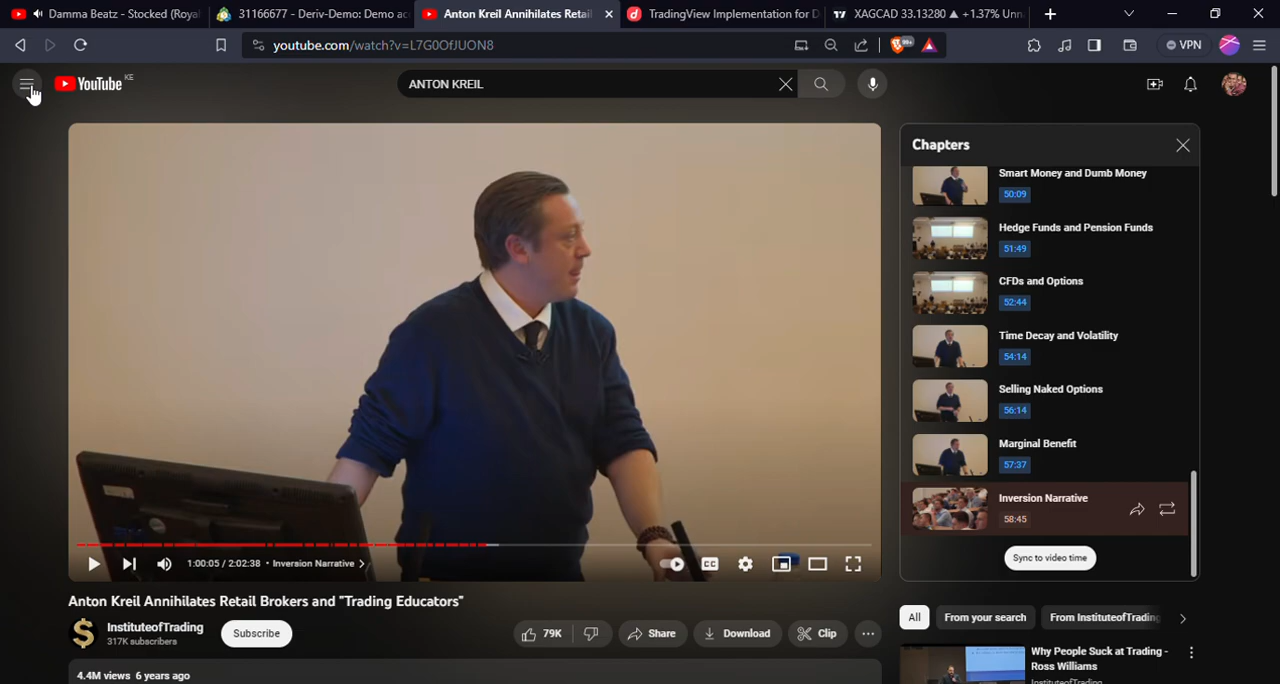 Damma Beatz - Stocked (Roya
31166677 - Deriv-Demo: Demo ac
Anton Kreil Annihilates Retail
TradingView Implementation for D
XAGCAD 33.13280 ▲ +1.37% Unn
youtube.com/watch?v=L7G0OfJUON8
99+
VPN
YouTube KE
ANTON KREIL
Chapters
Smart Money and Dumb Money
50:09
Hedge Funds and Pension Funds
51:49
CFDs and Options
52:44
Time Decay and Volatility
54:14
Selling Naked Options
56:14
Marginal Benefit
57:37
Inversion Narrative
58:45
Sync to video time
1:00:05 / 2:02:38 • Inversion Narrative
CC
Anton Kreil Annihilates Retail Brokers and "Trading Educators"
InstituteofTrading
317K subscribers
Subscribe
79K
Share
Download
Clip
4.4M views 6 years ago
All
From your search
From InstituteofTrading
Why People Suck at Trading -
Ross Williams
InstituteofTrading